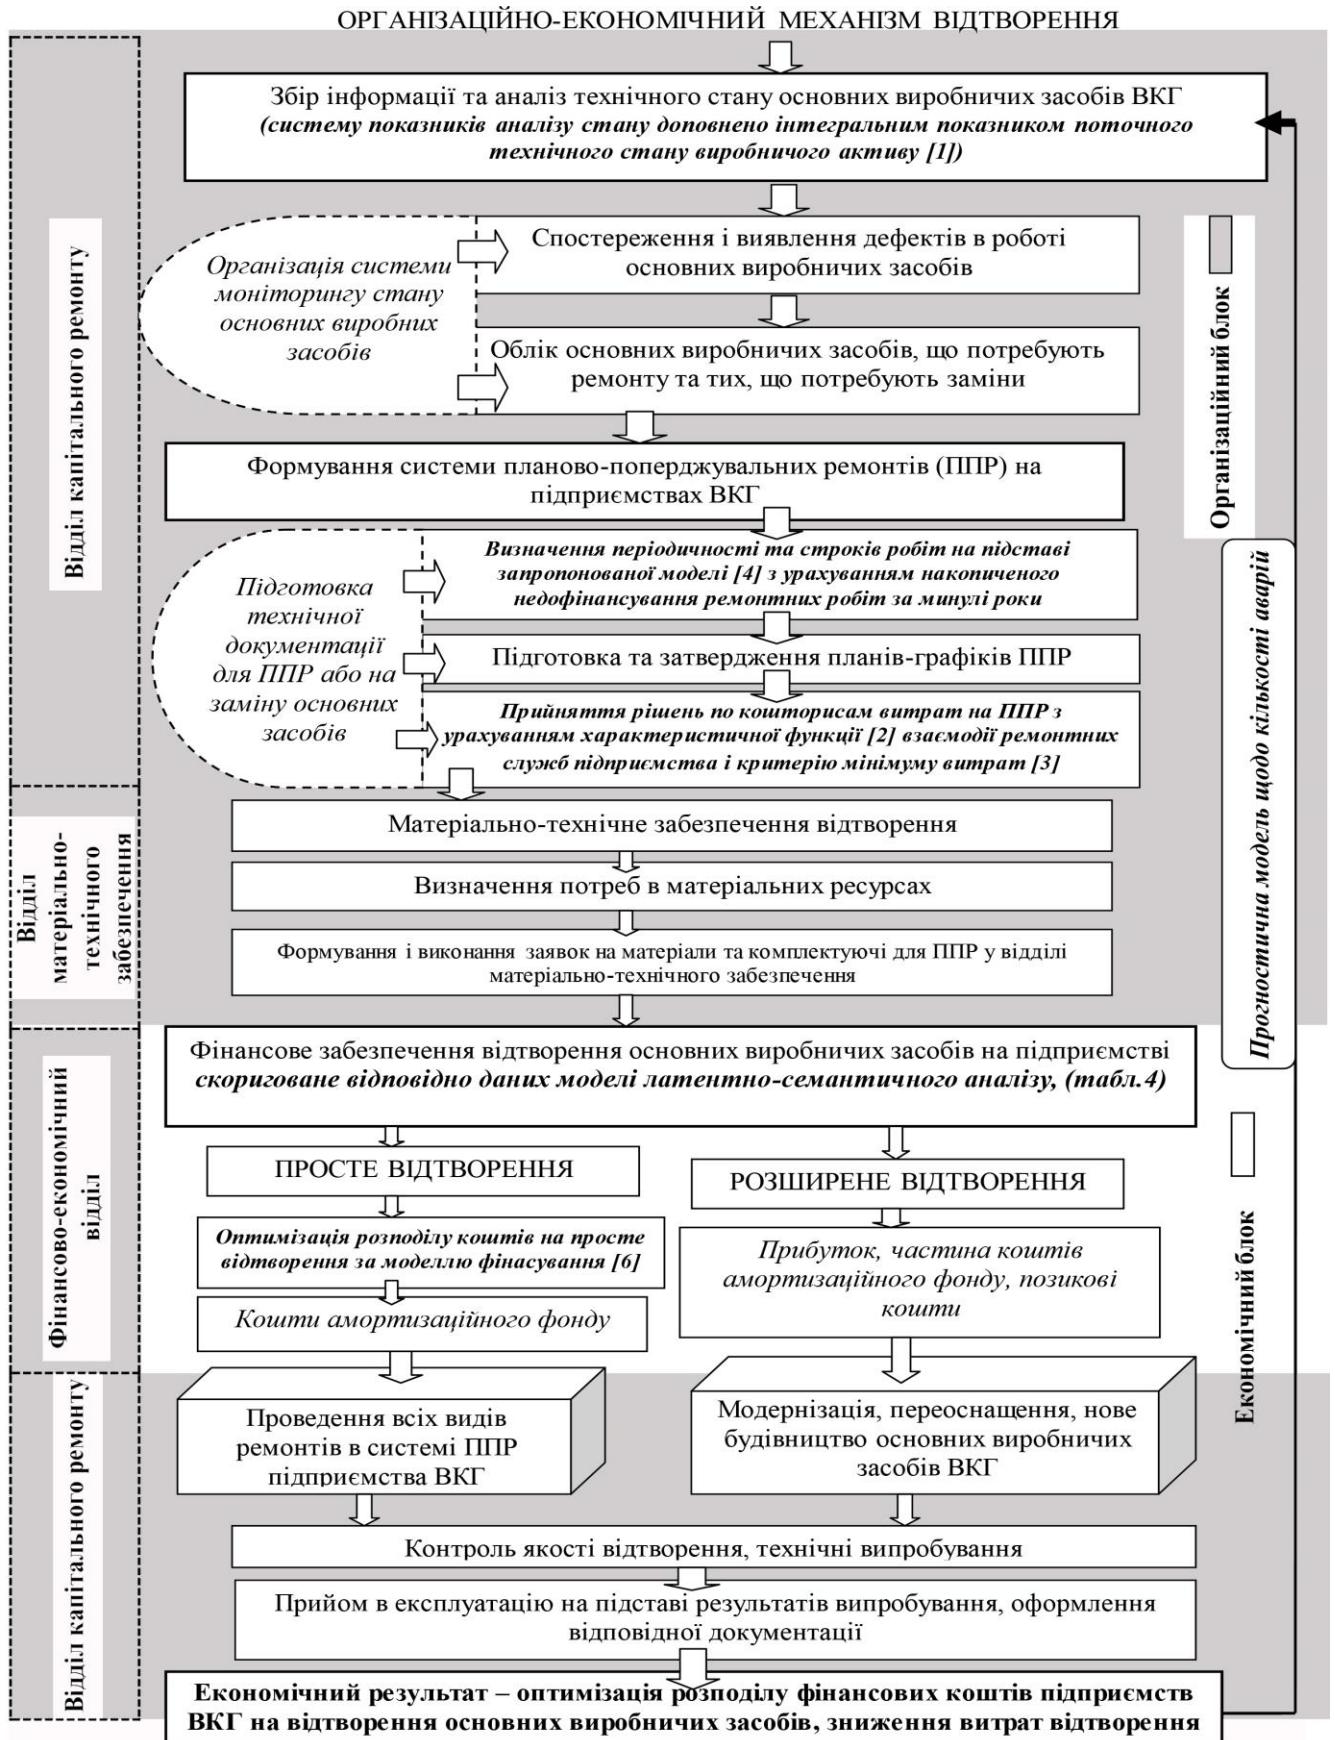 ОРГАНІЗАЦІЙНО-ЕКОНОМІЧНИЙ МЕХАНІЗМ ВІДТВОРЕННЯ
Збір інформації та аналіз технічного стану основних виробничих засобів ВКГ
(систему показників аналізу стану доповнено інтегральним показником поточного
технічного стану виробничого активу [1])
Відділ капітального ремонту
Організація системи
моніторингу стану
основних виробних
засобів
Спостереження і виявлення дефектів в роботі
основних виробничих засобів
Облік основних виробничих засобів, що потребують
ремонту та тих, що потребують заміни
Організаційний блок
Формування системи планово-поперджувальних ремонтів (ППР) на
підприємствах ВКГ
Підготовка
технічної
документації
для ППР або на
заміну основних
засобів
Визначення періодичності та строків робіт на підставі
запропонованої моделі [4] з урахуванням накопиченого
недофінансування ремонтних робіт за минулі роки
Підготовка та затвердження планів-графіків ППР
Прийняття рішень по кошторисам витрат на ППР з
урахуванням характеристичної функції [2] взаємодії ремонтних
служб підприємства і критерію мінімуму витрат [3]
Прогностична модель щодо кількості аварій
Відділ
матеріально-
технічного
забезпечення
Матеріально-технічне забезпечення відтворення
Визначення потреб в матеріальних ресурсах
Формування і виконання заявок на матеріали та комплектуючі для ППР у відділі
матеріально-технічного забезпечення
Фінансово-економічний
відділ
Фінансове забезпечення відтворення основних виробничих засобів на підприємстві
скориговане відповідно даних моделі латентно-семантичного аналізу, (табл.4)
ПРОСТЕ ВІДТВОРЕННЯ
РОЗШИРЕНЕ ВІДТВОРЕННЯ
Оптимізація розподілу коштів на просте
відтворення за моделлю фінасування [6]
Кошти амортизаційного фонду
Прибуток, частина коштів
амортизаційного фонду, позикові
кошти
Економічний блок
Відділ капітального ремонту
Проведення всіх видів
ремонтів в системі ППР
підприємства ВКГ
Модернізація, переоснащення, нове
будівництво основних виробничих
засобів ВКГ
Контроль якості відтворення, технічні випробування
Прийом в експлуатацію на підставі результатів випробування, оформлення
відповідної документації
Економічний результат – оптимізація розподілу фінансових коштів підприємств
ВКГ на відтворення основних виробничих засобів, зниження витрат відтворення